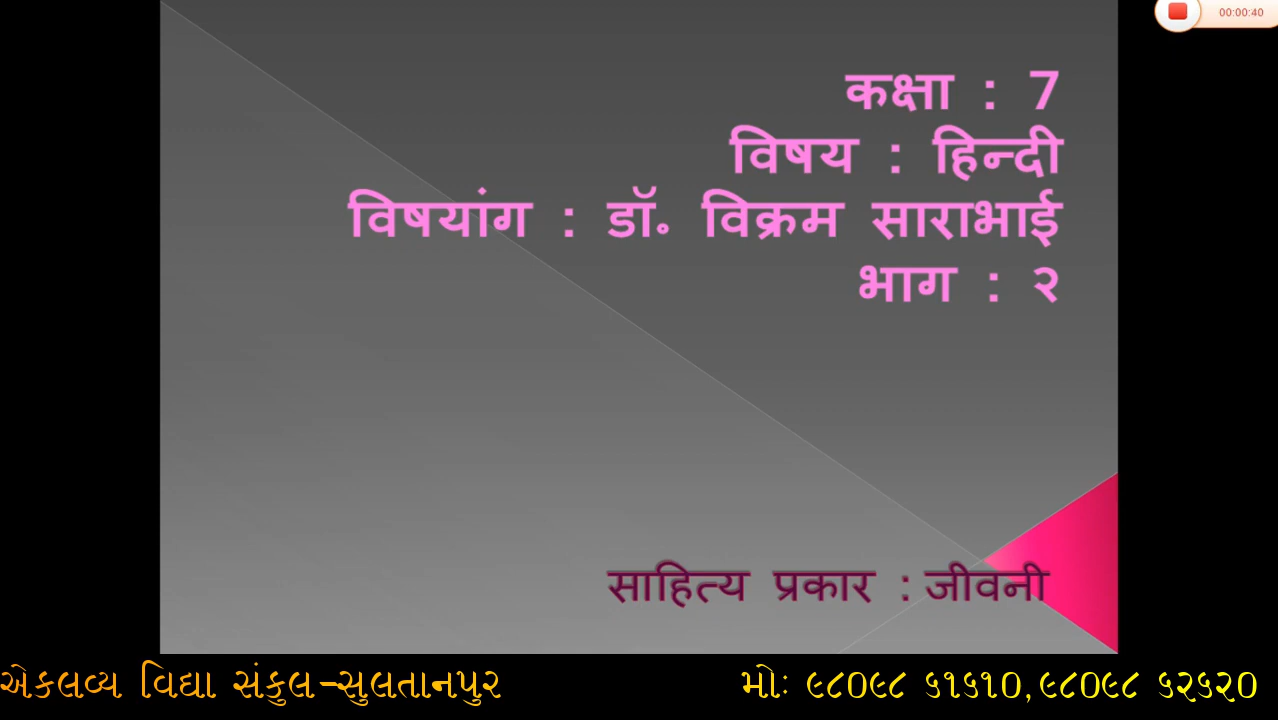 00:00:40
कक्षा : 7
विषय : हिन्दी
विषयांग : डॉ॰ विक्रम साराभाई
भाग : २
साहित्य प्रकार : जीवनी
એકલવ્ય વિદ્યા સંકુલ-સુલતાનપુર મોઃ ૯૮૦૯૮ ૬૧૬૧૦,૯૮૦૯૮ ૬૨૬૨૦